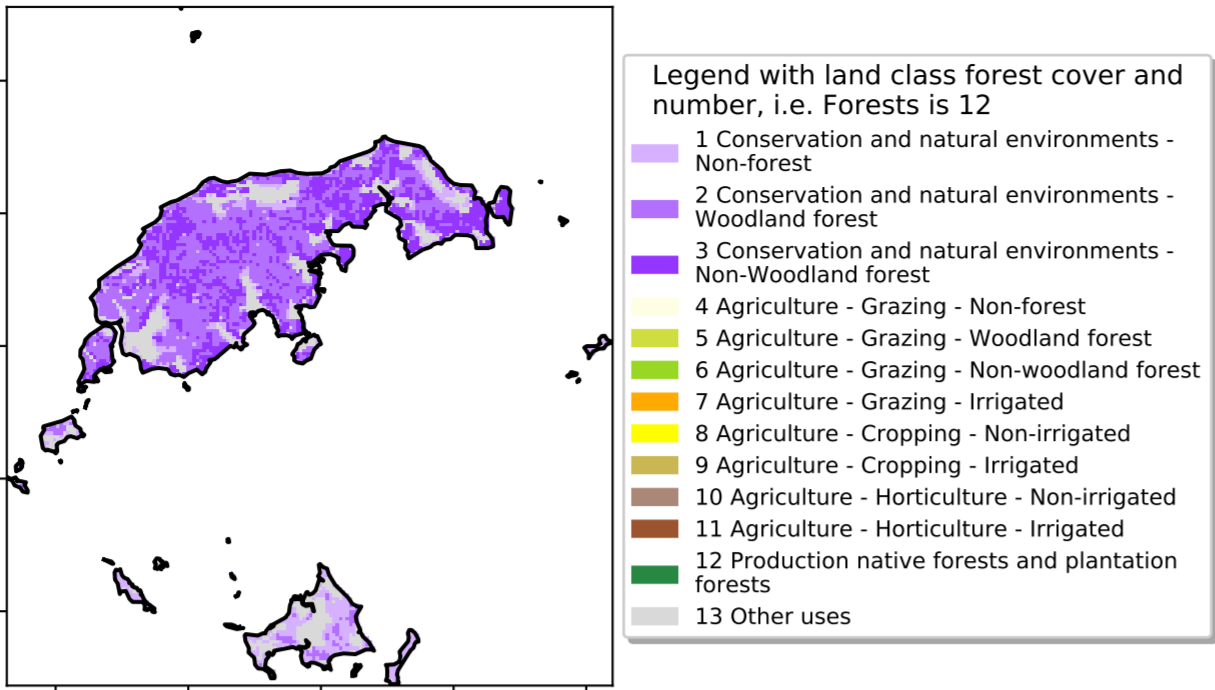 Legend with land class forest cover and
number, i.e. Forests is 12
1 Conservation and natural environments -
Non-forest
2 Conservation and natural environments -
Woodland forest
3 Conservation and natural environments -
Non-Woodland forest
4 Agriculture - Grazing - Non-forest
5 Agriculture - Grazing - Woodland forest
6 Agriculture - Grazing - Non-woodland forest
7 Agriculture - Grazing - Irrigated
8 Agriculture - Cropping - Non-irrigated
9 Agriculture - Cropping - Irrigated
10 Agriculture - Horticulture - Non-irrigated
11 Agriculture - Horticulture - Irrigated
12 Production native forests and plantation
forests
13 Other uses